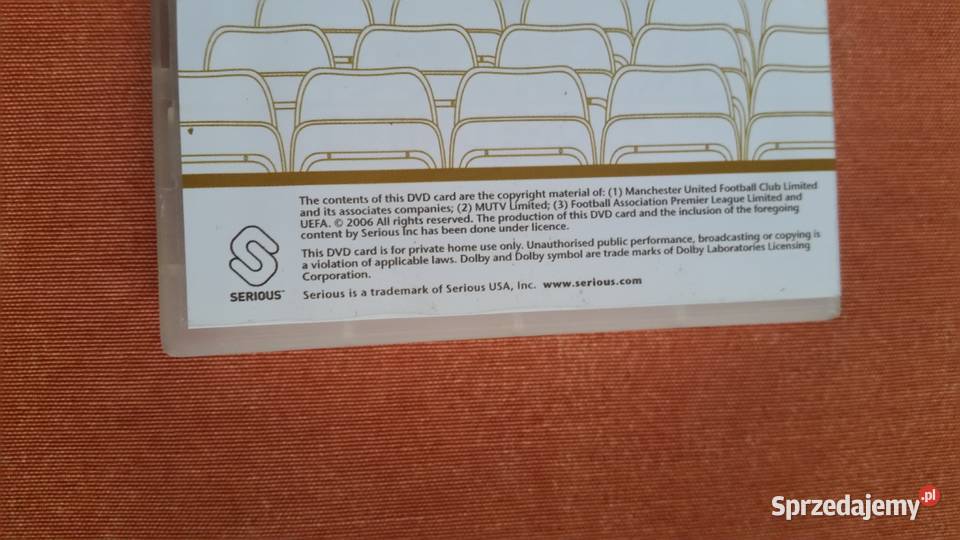 The contents of this DVD card are the copyright material of: (1) Manchester United Football Club Limited
and its associates companies; (2) MUTV Limited; (3) Football Association Premier League Limited and
UEFA. © 2006 All rights reserved. The production of this DVD card and the inclusion of the foregoing
content by Serious Inc has been done under licence.
This DVD card is for private home use only. Unauthorised public performance, broadcasting or copying is
a violation of applicable laws. Dolby and Dolby symbol are trade marks of Dolby Laboratories Licensing
Corporation.
SERIOUS™
Serious is a trademark of Serious USA, Inc. www.serious.com
Sprzedajemy.pl